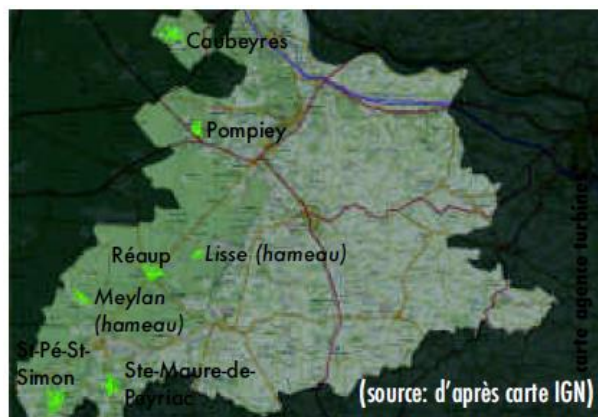 Caubeyres
Pompiey
Lisse (hameau)
Réaup
Meylan
(hameau)
St-Pé-St-
Simon
Ste-Maure-de-
Peyriac
(source: d'après carte IGN)
carte agence turbines